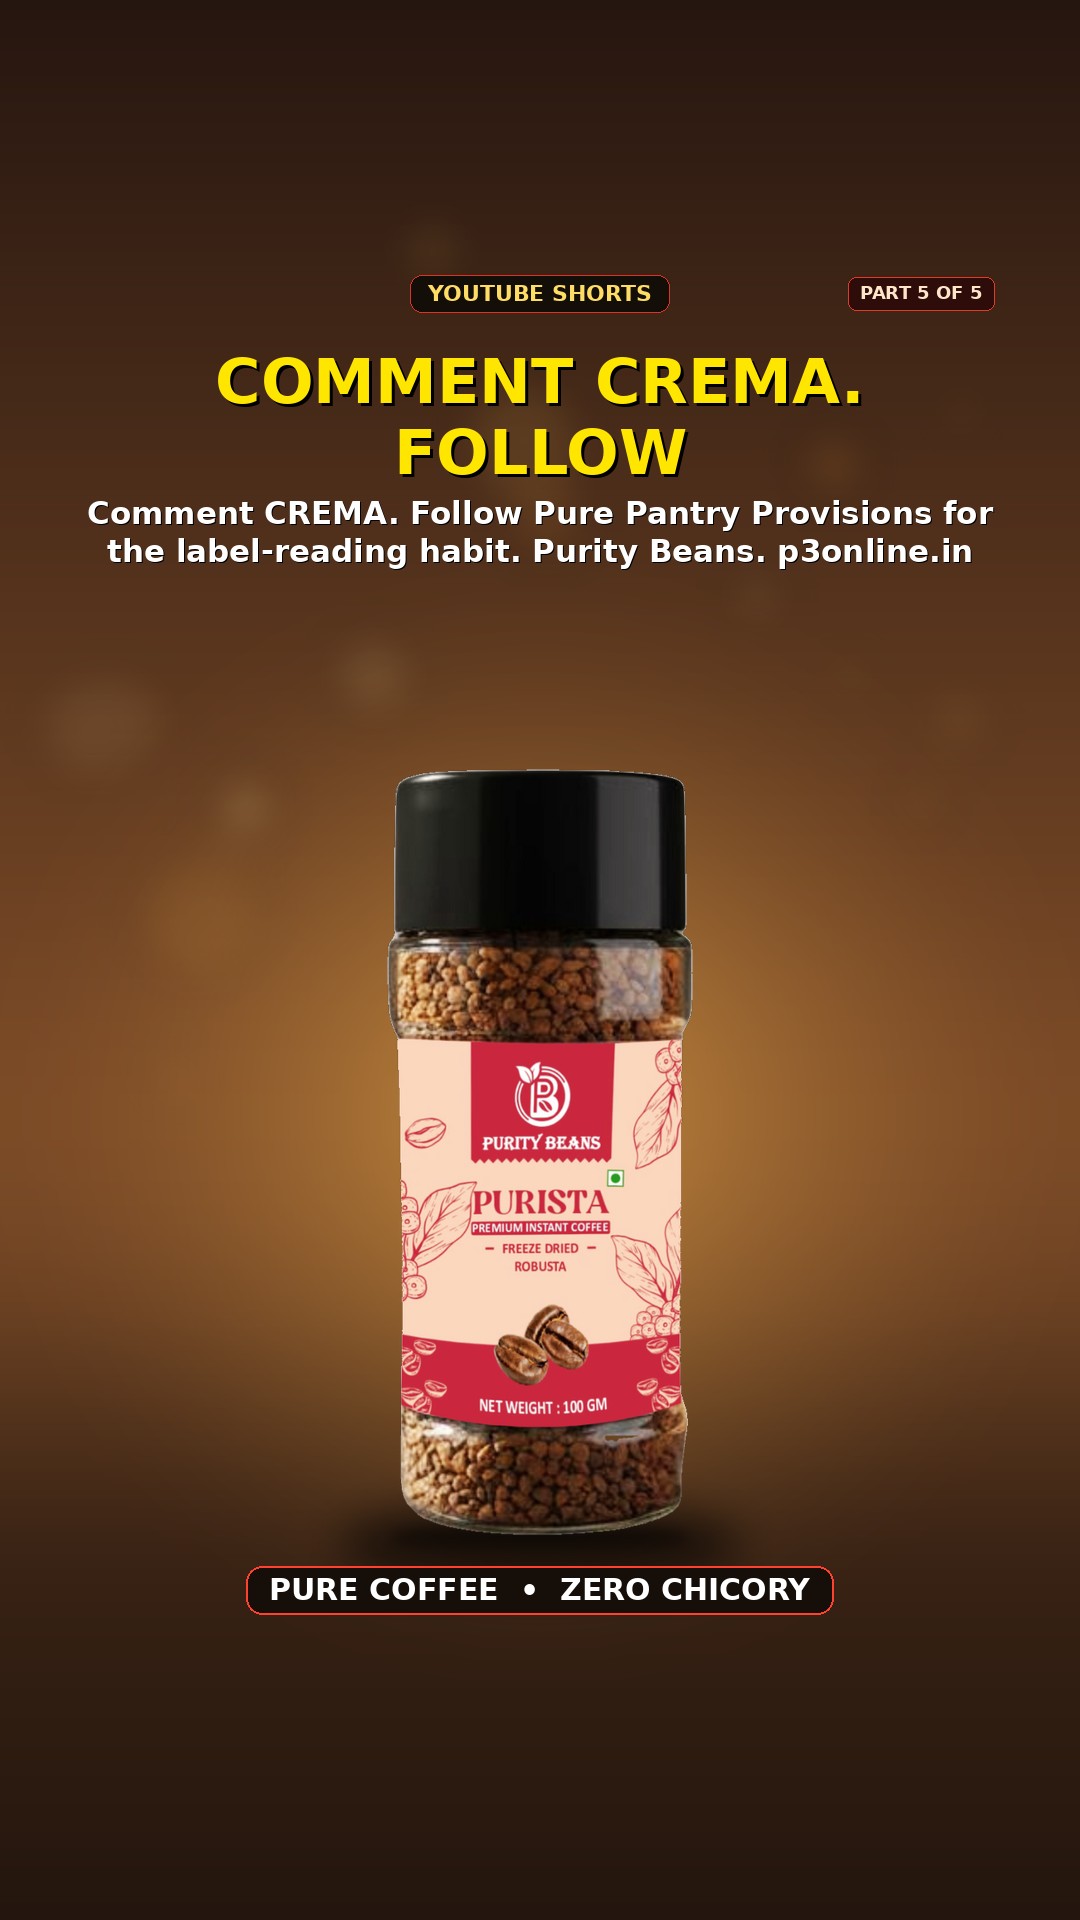 YOUTUBE SHORTS
PART 5 OF 5
COMMENT CREMA.
FOLLOW
Comment CREMA. Follow Pure Pantry Provisions for
the label-reading habit. Purity Beans. p3online.in
PURITY BEANS
PURISTA
PREMIUM INSTANT COFFEE
– FREEZE DRIED –
ROBUSTA
NET WEIGHT : 100 GM
PURE COFFEE • ZERO CHICORY